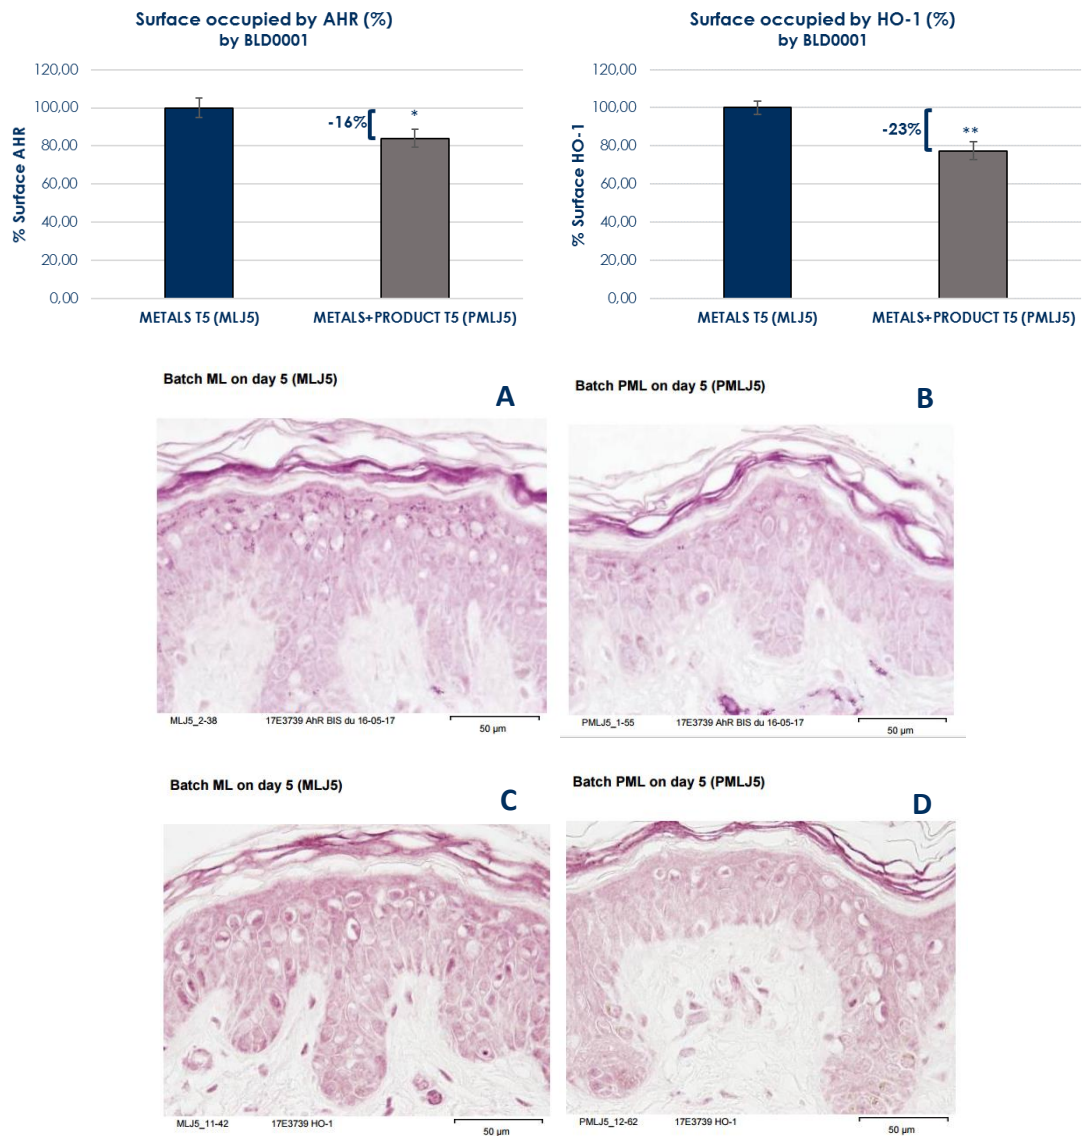 Surface occupied by AHR (%)
by BLD0001
% Surface AHR
120,00
100,00
80,00
60,00
40,00
20,00
0,00
-16%
*
METALS T5 (MLJ5)
METALS+PRODUCT T5 (PMLJ5)
Surface occupied by HO-1 (%)
by BLD0001
% Surface HO-1
120,00
100,00
80,00
60,00
40,00
20,00
0,00
-23%
**
METALS T5 (MLJ5)
METALS+PRODUCT T5 (PMLJ5)
Batch ML on day 5 (MLJ5)
A
MLJ5_2-38 17E3739 AhR BIS du 16-05-17
50 µm
Batch PML on day 5 (PMLJ5)
B
PMLJ5_1-55 17E3739 AhR BIS du 16-05-17
50 µm
Batch ML on day 5 (MLJ5)
C
MLJ5_11-42 17E3739 HO-1
50 µm
Batch PML on day 5 (PMLJ5)
D
PMLJ5_12-62 17E3739 HO-1
50 µm